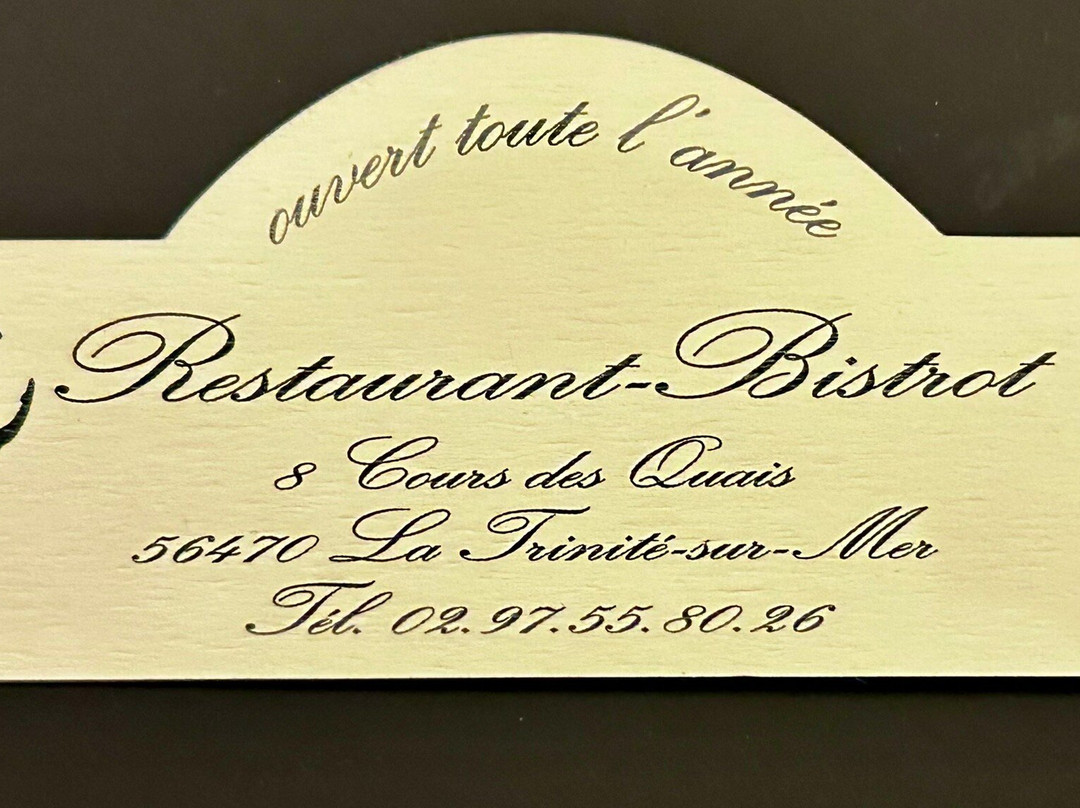 ouvert toute l'année
Restaurant-Bistrot
8 Cours des Quais
56470 La Trinité-sur-Mer
Tél. 02.97.55.80.26